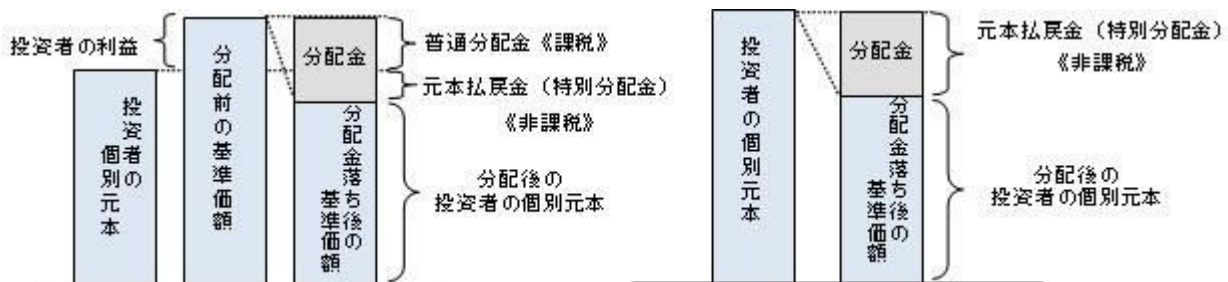 投資者の利益
投資者の
個別元本
分配前の基準価額
分配金
分配金落ち後の
基準価額
普通分配金《課税》
元本払戻金（特別分配金）
《非課税》
分配後の
投資者の個別元本
投資者の個別元本
分配金
分配金落ち後の
基準価額
元本払戻金（特別分配金）
《非課税》
分配後の
投資者の個別元本